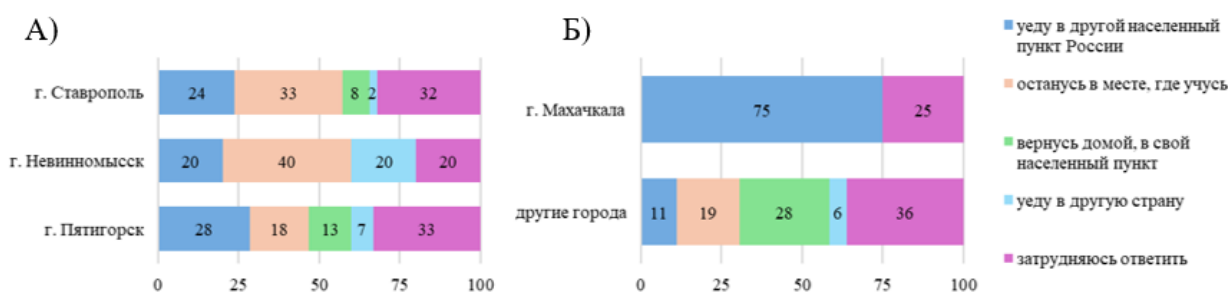 А)
г. Ставрополь
24 33 8 2 32
г. Невинномысск
20 40 20 20
г. Пятигорск
28 18 13 7 33
0 25 50 75 100
Б)
г. Махачкала
75 25
другие города
11 19 28 6 36
0 25 50 75 100
уеду в другой населенный
пункт России
останусь в месте, где учусь
вернусь домой, в свой
населенный пункт
уеду в другую страну
затрудняюсь ответить